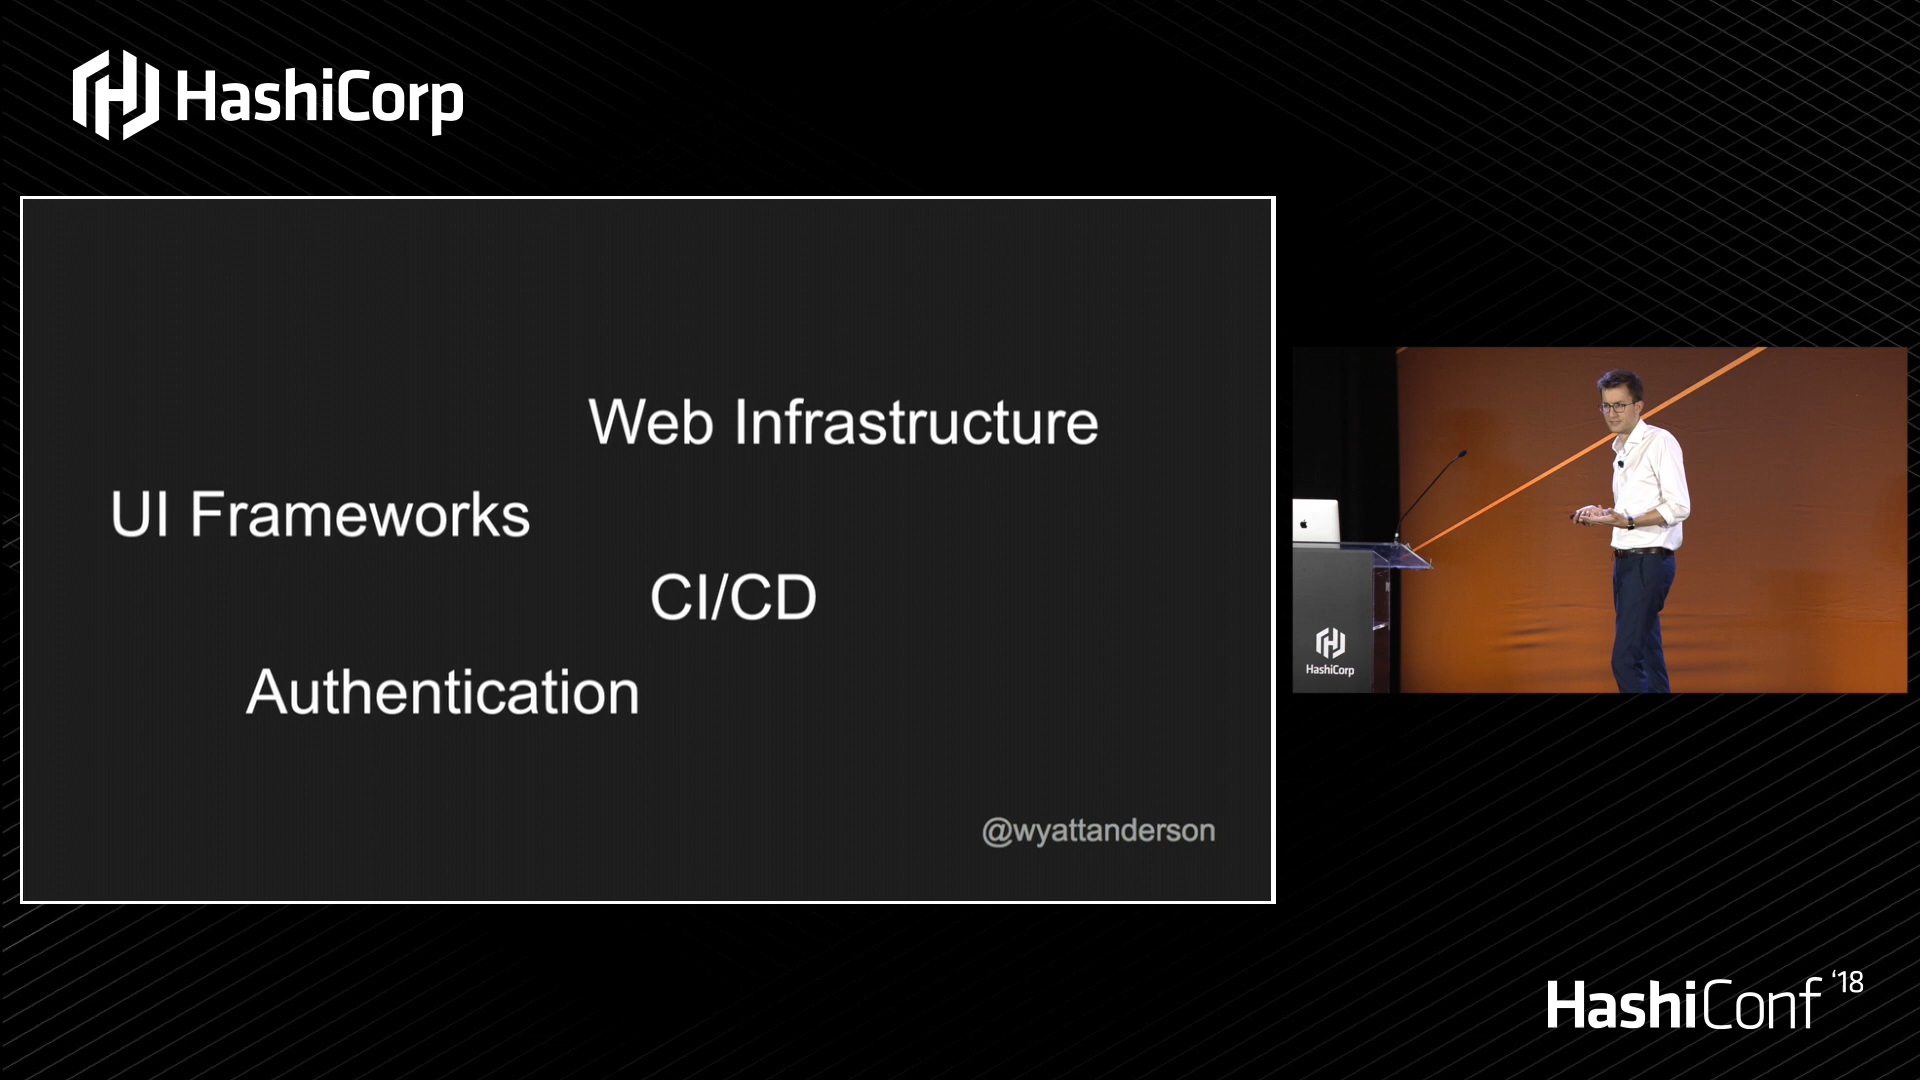 HashiCorp
Web Infrastructure
UI Frameworks
CI/CD
Authentication
@wyattanderson
HashiCorp
HashiConf '18